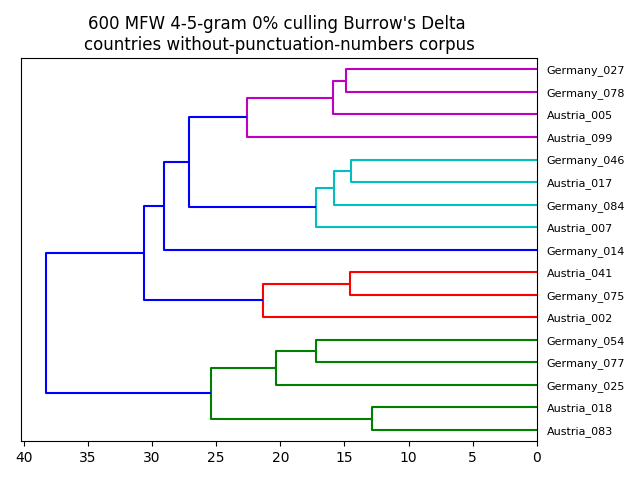 600 MFW 4-5-gram 0% culling Burrow's Delta
countries without-punctuation-numbers corpus
Germany_027
Germany_078
Austria_005
Austria_099
Germany_046
Austria_017
Germany_084
Austria_007
Germany_014
Austria_041
Germany_075
Austria_002
Germany_054
Germany_077
Germany_025
Austria_018
Austria_083
40 35 30 25 20 15 10 5 0